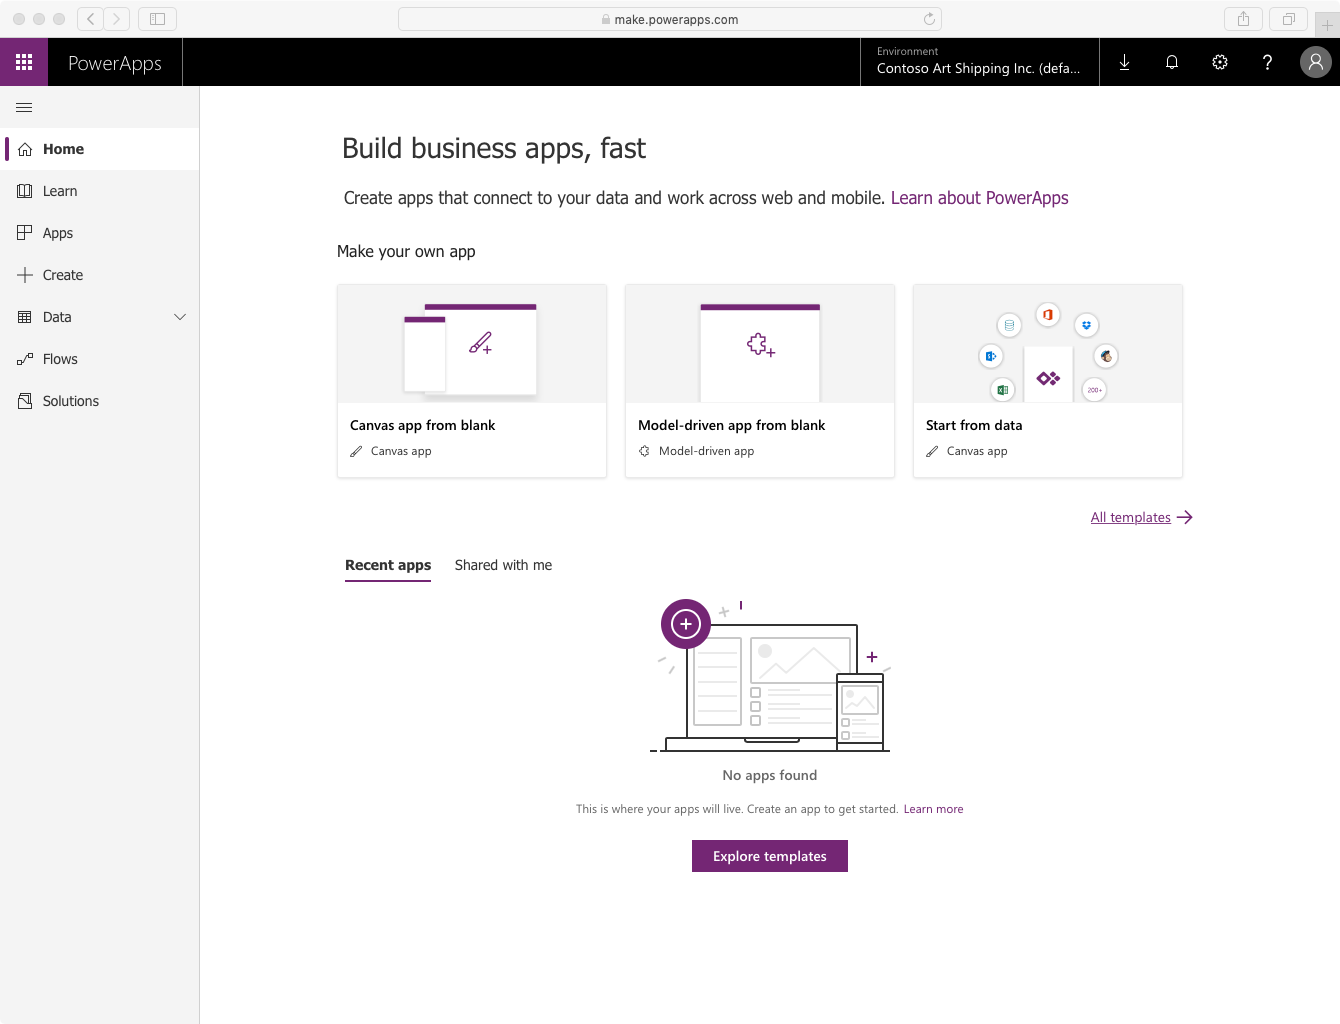 make.powerapps.com
PowerApps
Environment
Contoso Art Shipping Inc. (defa...
Home
Learn
Apps
Create
Data
Flows
Solutions
Build business apps, fast
Create apps that connect to your data and work across web and mobile. Learn about PowerApps
Make your own app
200+
Canvas app from blank
Canvas app
Model-driven app from blank
Model-driven app
Start from data
Canvas app
All templates
Recent apps
Shared with me
No apps found
This is where your apps will live. Create an app to get started. Learn more
Explore templates